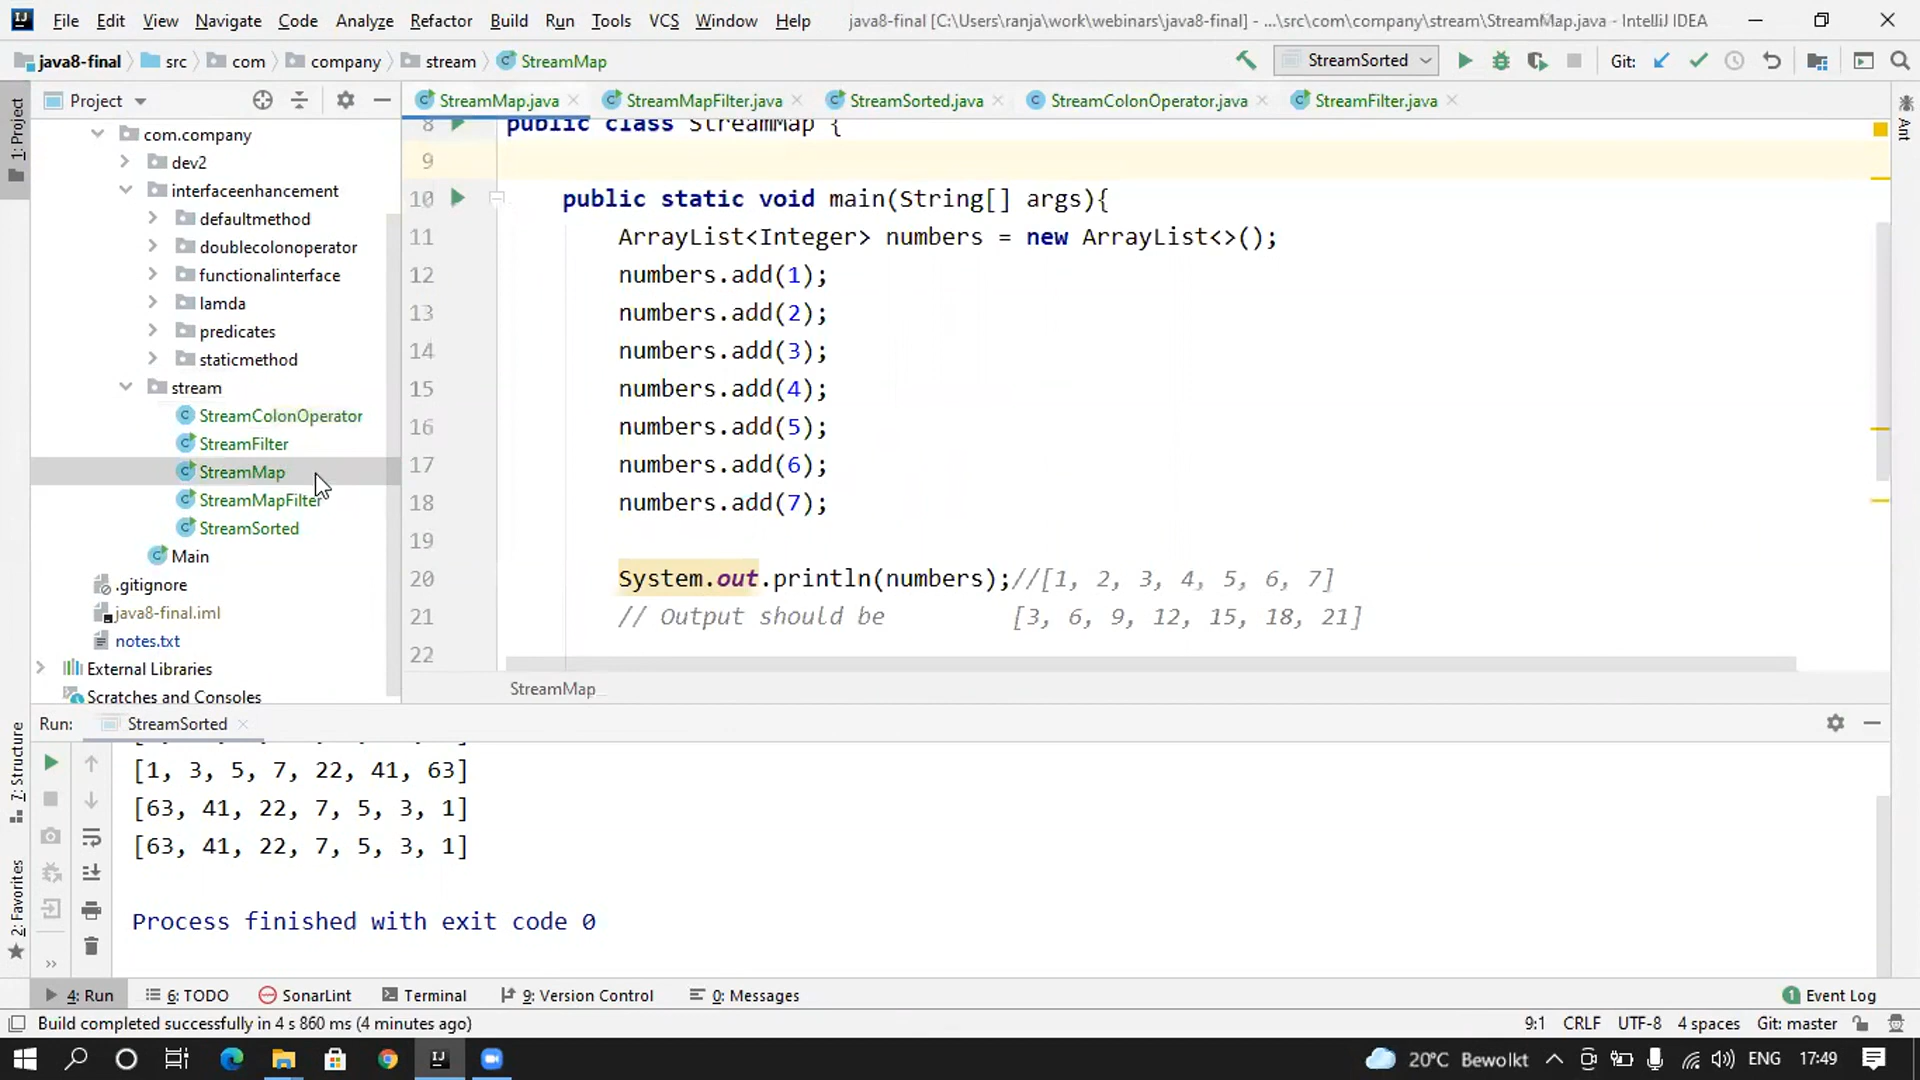 File Edit View Navigate Code Analyze Refactor Build Run Tools VCS Window Help java8-final [C:\Users\ranja\work\webinars\java8-final] - ...\src\com\company\stream\StreamMap.java - IntelliJ IDEA
java8-final src com company stream StreamMap StreamSorted Git:
Project StreamMap.java StreamMapFilter.java StreamSorted.java StreamColonOperator.java StreamFilter.java
1: Project
Ant
com.company
dev2
interfaceenhancement
defaultmethod
doublecolonoperator
functionalinterface
lamda
predicates
staticmethod
stream
StreamColonOperator
StreamFilter
StreamMap
StreamMapFilter
StreamSorted
Main
.gitignore
java8-final.iml
notes.txt
External Libraries
Scratches and Consoles
8 public class StreamMap {
9
10 public static void main(String[] args){
11 ArrayList<Integer> numbers = new ArrayList<>();
12 numbers.add(1);
13 numbers.add(2);
14 numbers.add(3);
15 numbers.add(4);
16 numbers.add(5);
17 numbers.add(6);
18 numbers.add(7);
19
20 System.out.println(numbers);//[1, 2, 3, 4, 5, 6, 7]
21 // Output should be [3, 6, 9, 12, 15, 18, 21]
22
StreamMap
Run: StreamSorted
7: Structure
2: Favorites
[1, 3, 5, 7, 22, 41, 63]
[63, 41, 22, 7, 5, 3, 1]
[63, 41, 22, 7, 5, 3, 1]
Process finished with exit code 0
4: Run 6: TODO SonarLint Terminal 9: Version Control 0: Messages 1 Event Log
Build completed successfully in 4 s 860 ms (4 minutes ago) 9:1 CRLF UTF-8 4 spaces Git: master
20°C Bewolkt ENG 17:49